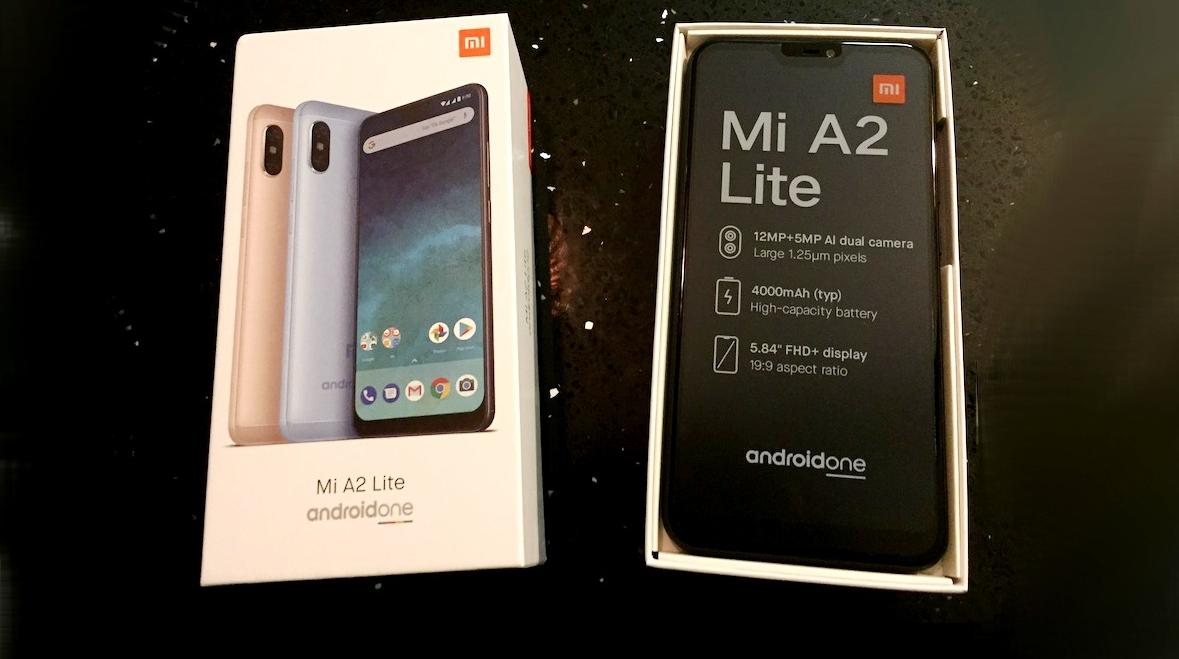 mi
Mi A2 Lite
androidone
mi
Mi A2
Lite
12MP+5MP AI dual camera
Large 1.25µm pixels
4000mAh (typ)
High-capacity battery
5.84" FHD+ display
19:9 aspect ratio
androidone